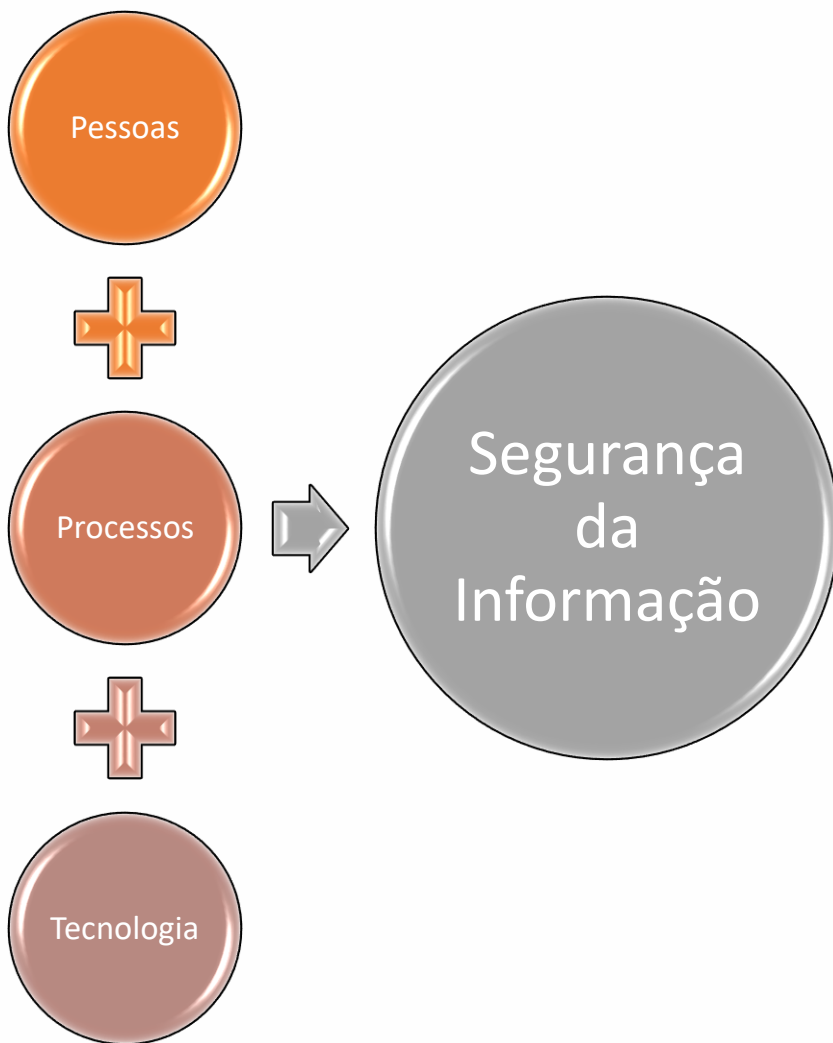 Pessoas
Processos
Tecnologia
Segurança
da
Informação